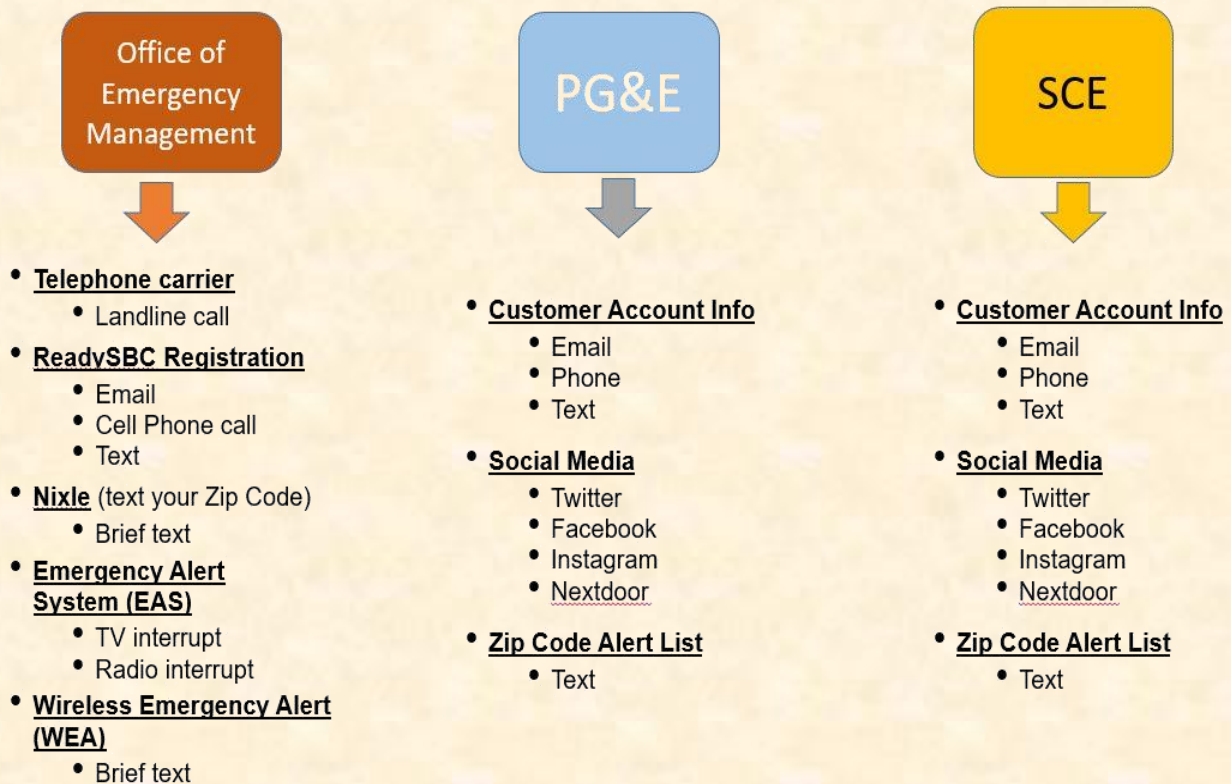 Office of
Emergency
Management
• Telephone carrier
• Landline call
• ReadySBC Registration
• Email
• Cell Phone call
• Text
• Nixle (text your Zip Code)
• Brief text
• Emergency Alert
System (EAS)
• TV interrupt
• Radio interrupt
• Wireless Emergency Alert
(WEA)
• Brief text
PG&E
• Customer Account Info
• Email
• Phone
• Text
• Social Media
• Twitter
• Facebook
• Instagram
• Nextdoor
• Zip Code Alert List
• Text
SCE
• Customer Account Info
• Email
• Phone
• Text
• Social Media
• Twitter
• Facebook
• Instagram
• Nextdoor
• Zip Code Alert List
• Text